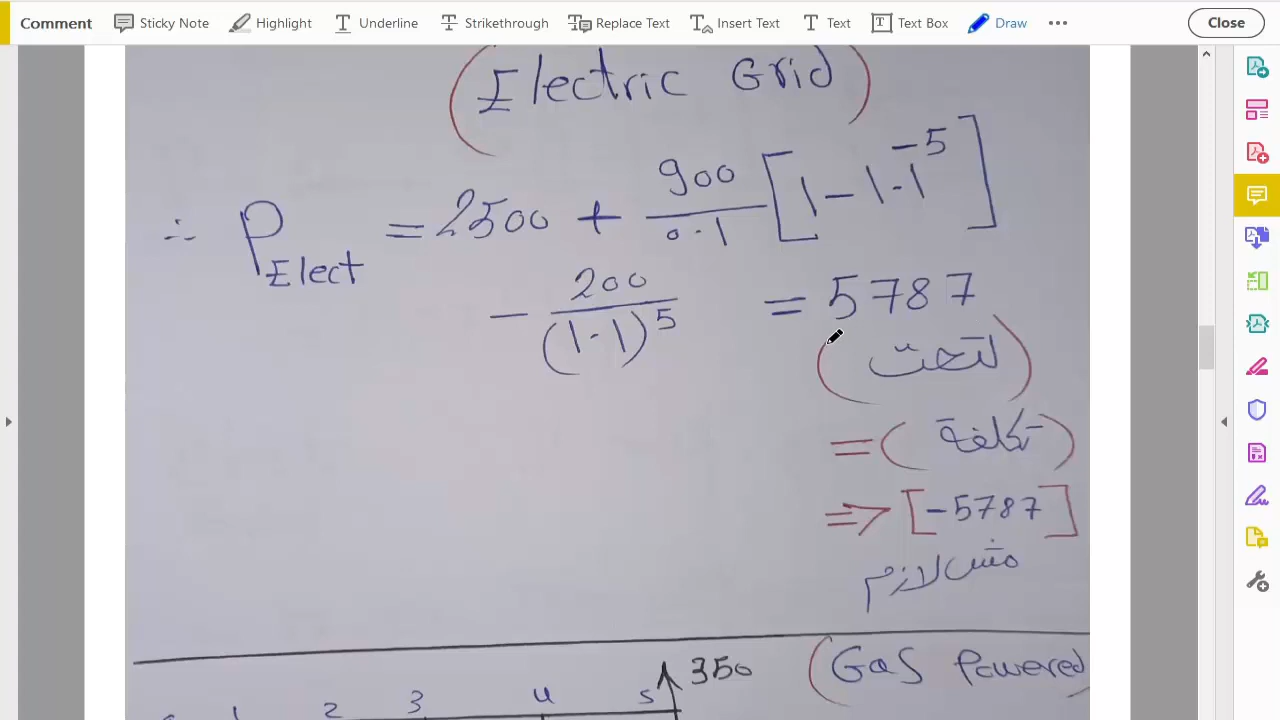 Comment Sticky Note Highlight Underline Strikethrough Replace Text Insert Text Text Text Box Draw Close
(Electric Grid)
∴ P_Elect = 2500 + 900/0.1 [1 - 1.1^-5]
- 200/(1.1)^5 = 5787
(لتحت)
= (تكلفة)
=> [-5787]
مش لازم
(Gas Powered
350
1 2 3 4 5